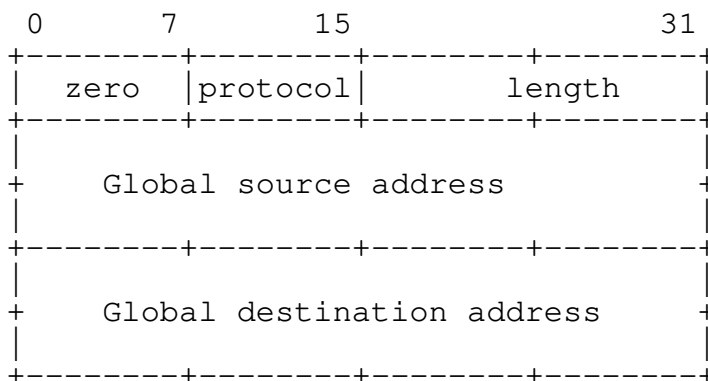 0 7 15 31
+--------+--------+--------+--------+
| zero |protocol| length |
+--------+--------+--------+--------+
| |
+ Global source address +
| |
+--------+--------+--------+--------+
| |
+ Global destination address +
| |
+--------+--------+--------+--------+